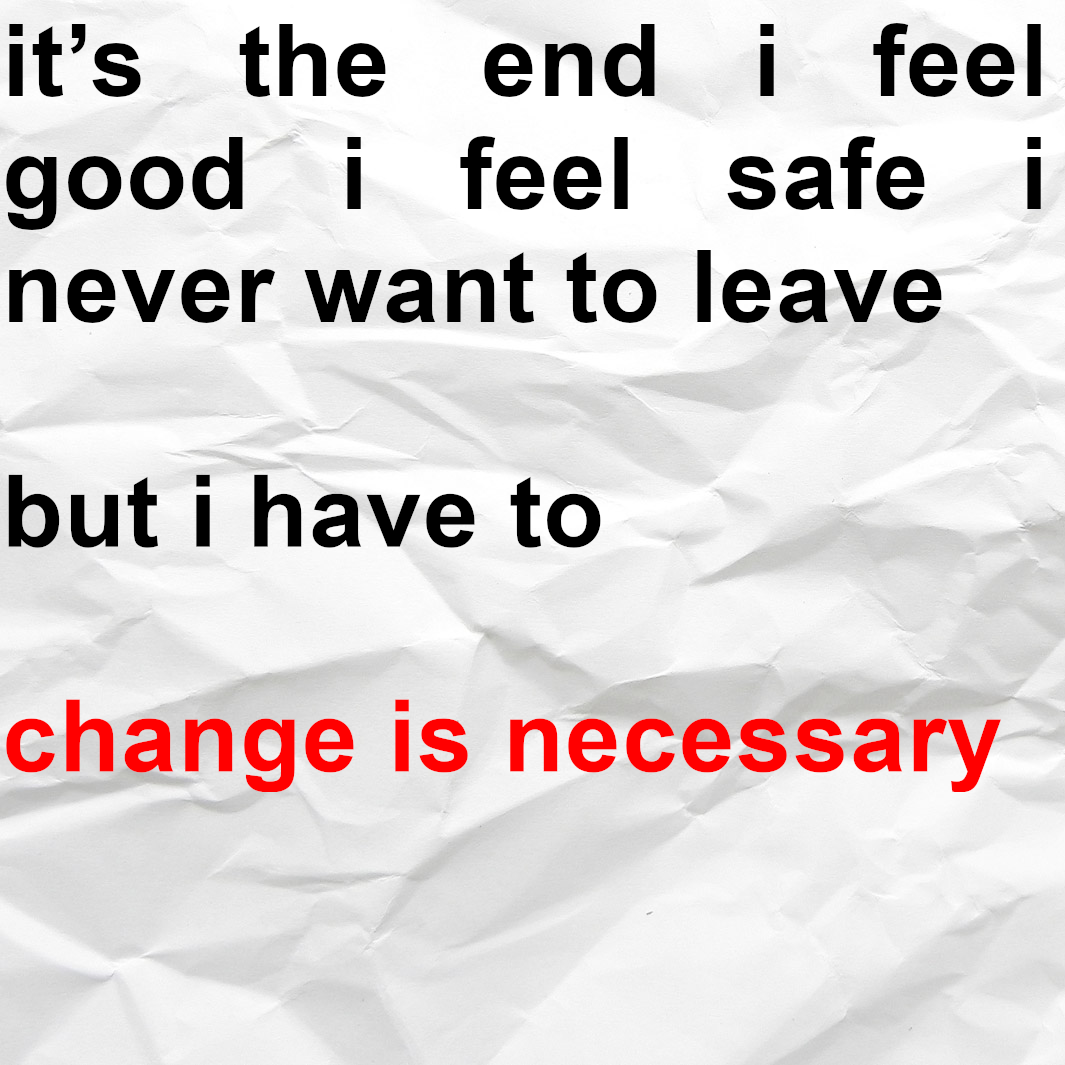 it’s the end i feel
good i feel safe i
never want to leave
but i have to
change is necessary